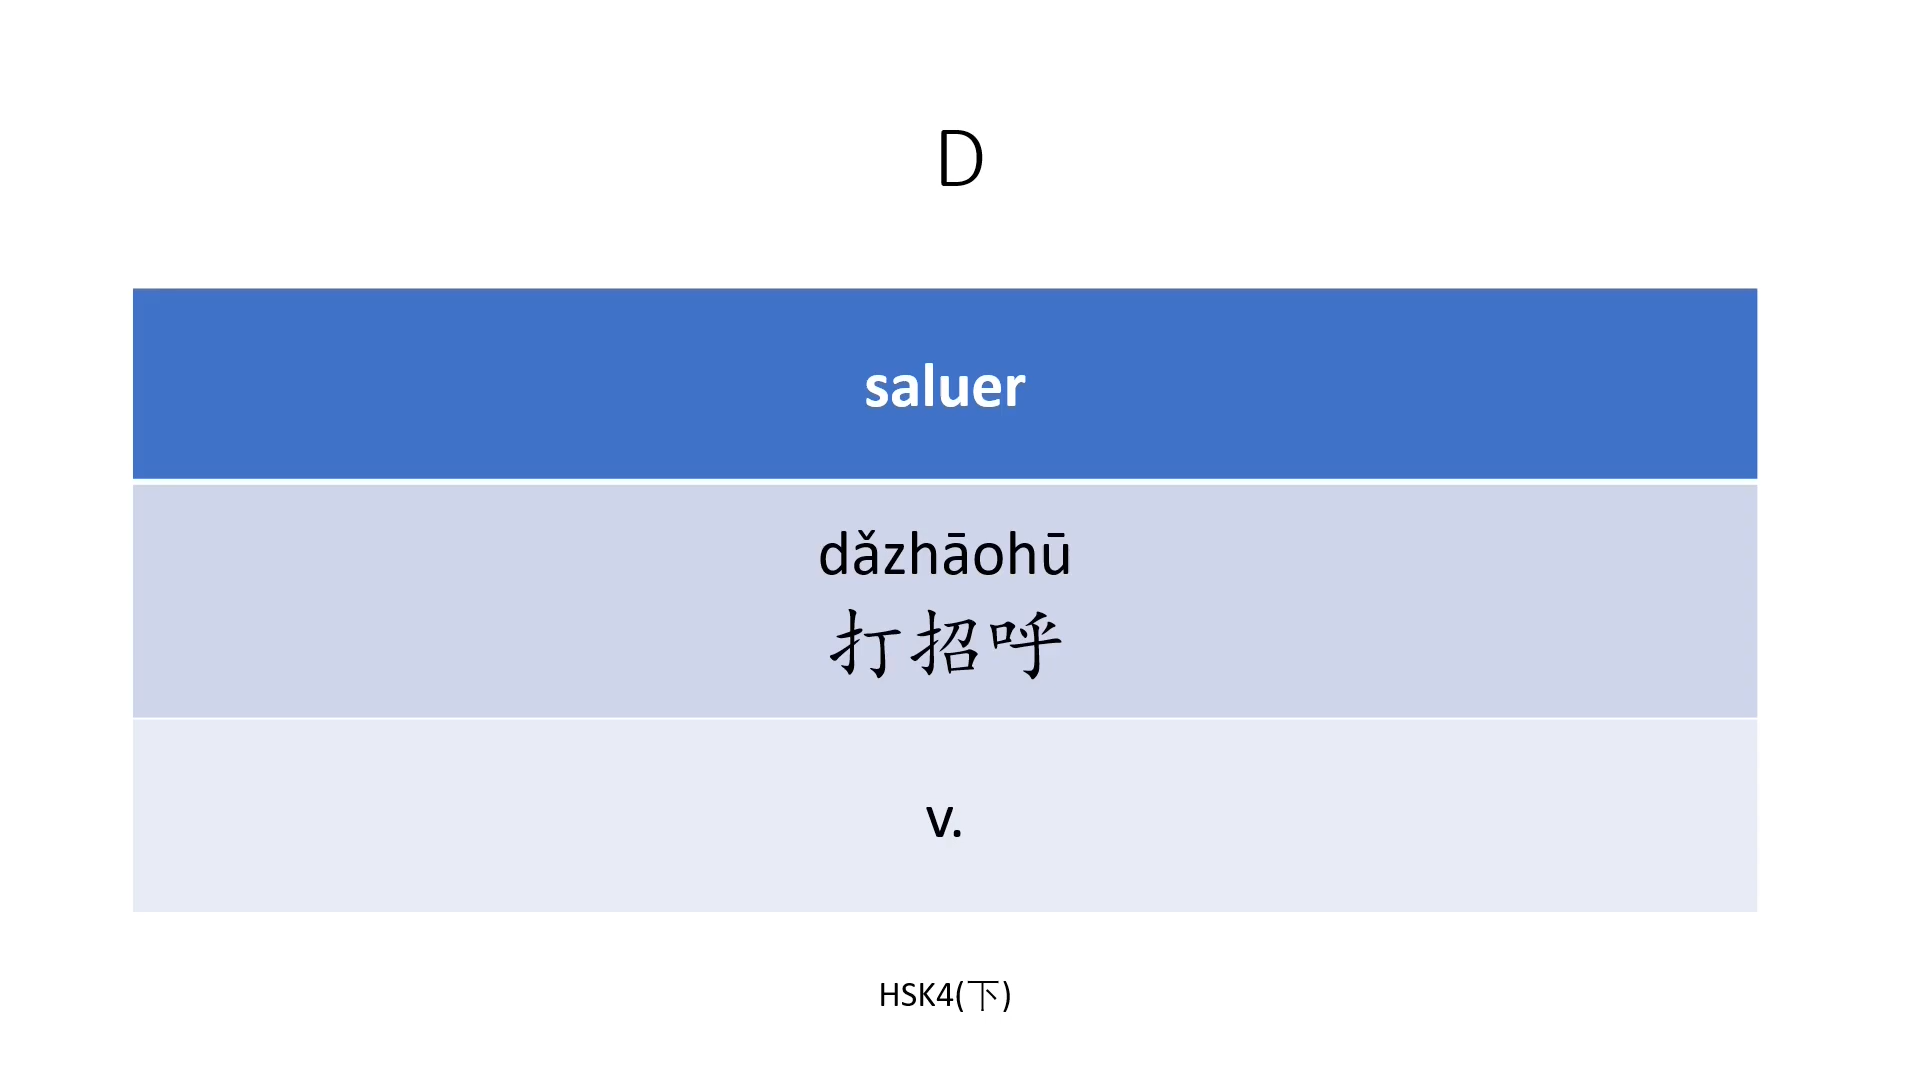 D
saluer
dǎzhāohū
打招呼
v.
HSK4(下)